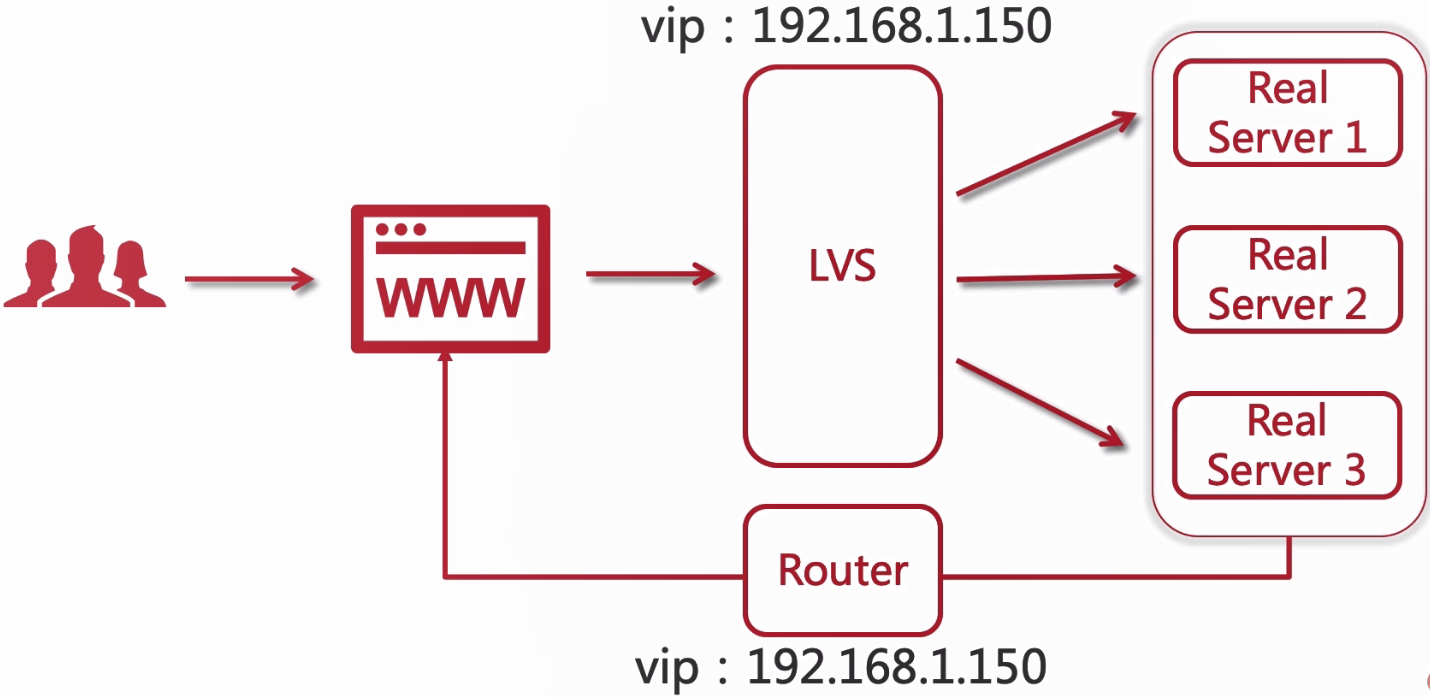 vip：192.168.1.150
Real
Server 1
WWW
LVS
Real
Server 2
Real
Server 3
Router
vip：192.168.1.150